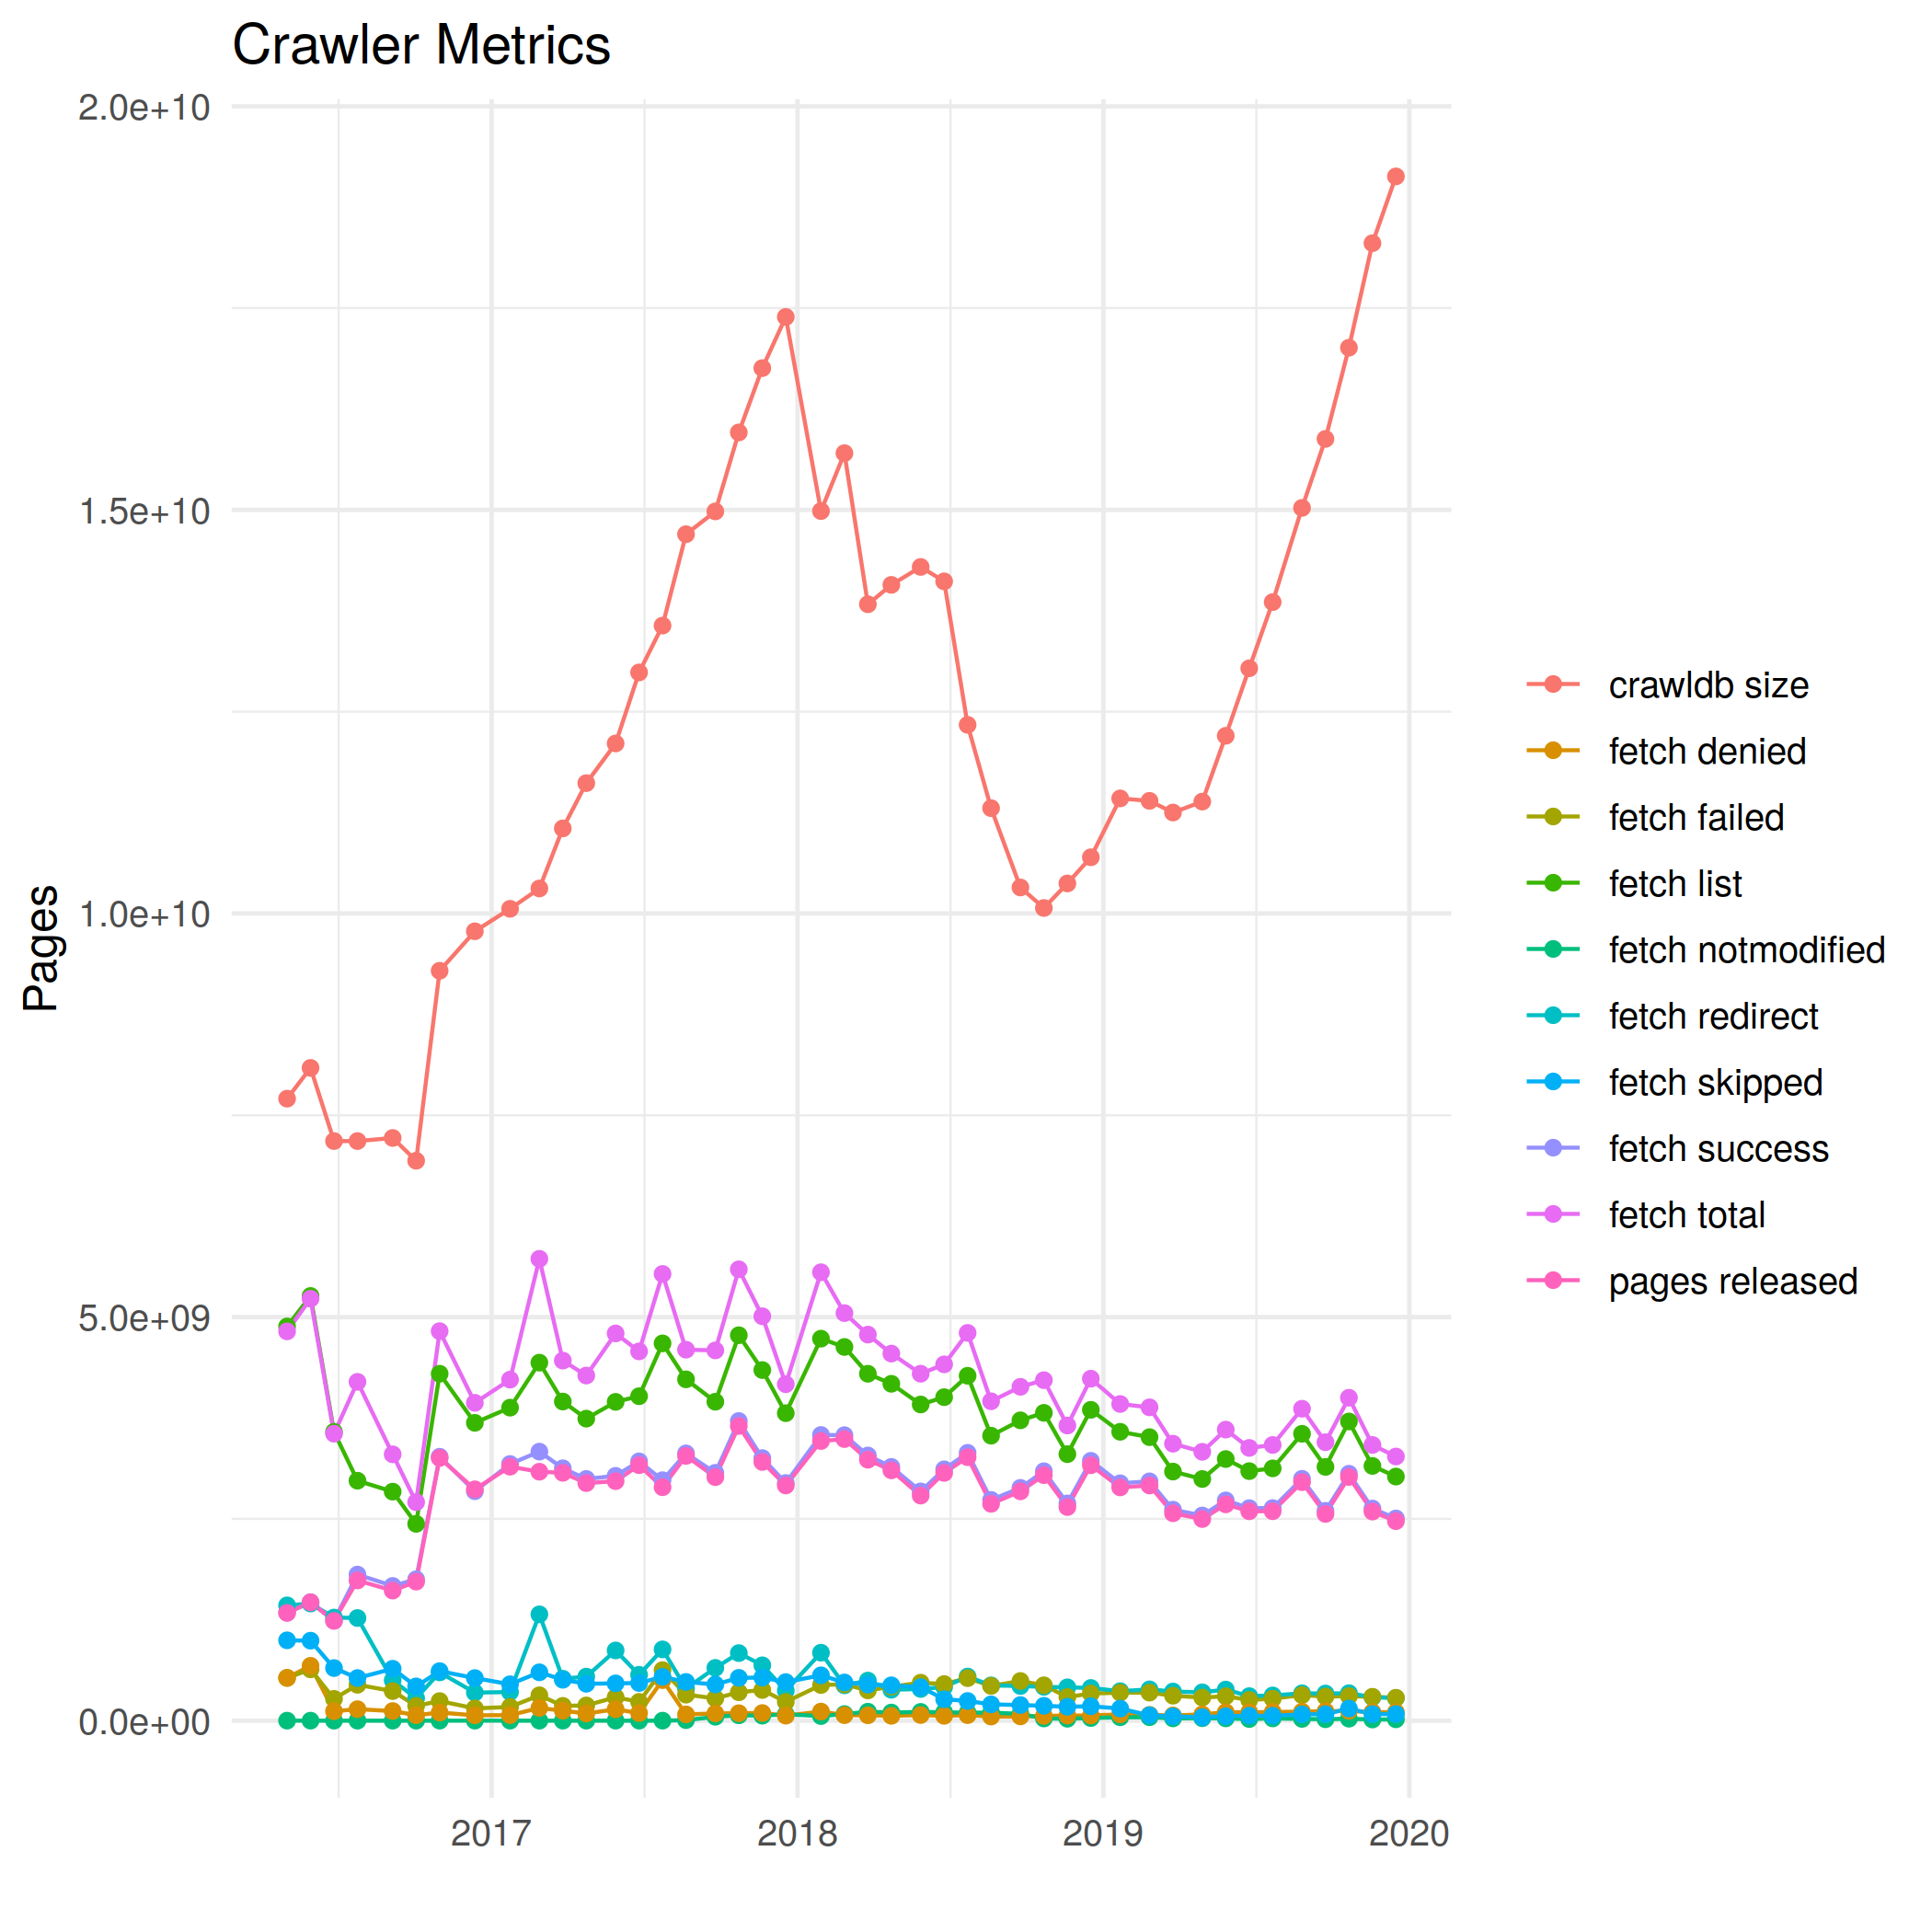 Crawler Metrics
2.0e+10
1.5e+10
1.0e+10
5.0e+09
0.0e+00
Pages
2017
2018
2019
2020
crawldb size
fetch denied
fetch failed
fetch list
fetch notmodified
fetch redirect
fetch skipped
fetch success
fetch total
pages released